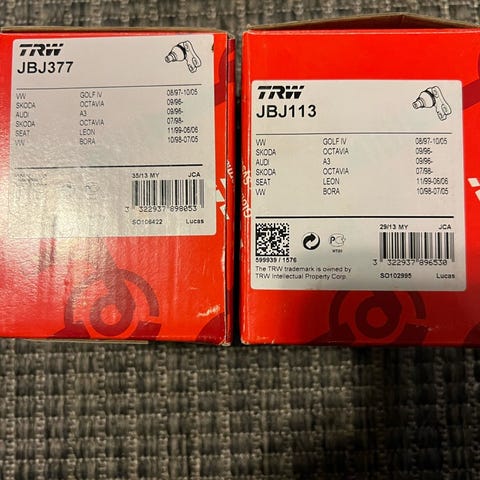 TRW
JBJ377
VW GOLF IV 08/97-10/05
SKODA OCTAVIA 09/96-
AUDI A3 09/96-
SKODA OCTAVIA 07/98-
SEAT LEON 11/99-06/06
VW BORA 10/98-07/05
35/13 MY JCA
3 322937 898053
SO106422 Lucas
TRW
JBJ113
VW GOLF IV 08/97-10/05
SKODA OCTAVIA 09/96-
AUDI A3 09/96-
SKODA OCTAVIA 07/98-
SEAT LEON 11/99-06/06
VW BORA 10/98-07/05
599939 / 1576
The TRW trademark is owned by
TRW Intellectual Property Corp.
29/13 MY JCA
3 322937 896530
SO102995 Lucas